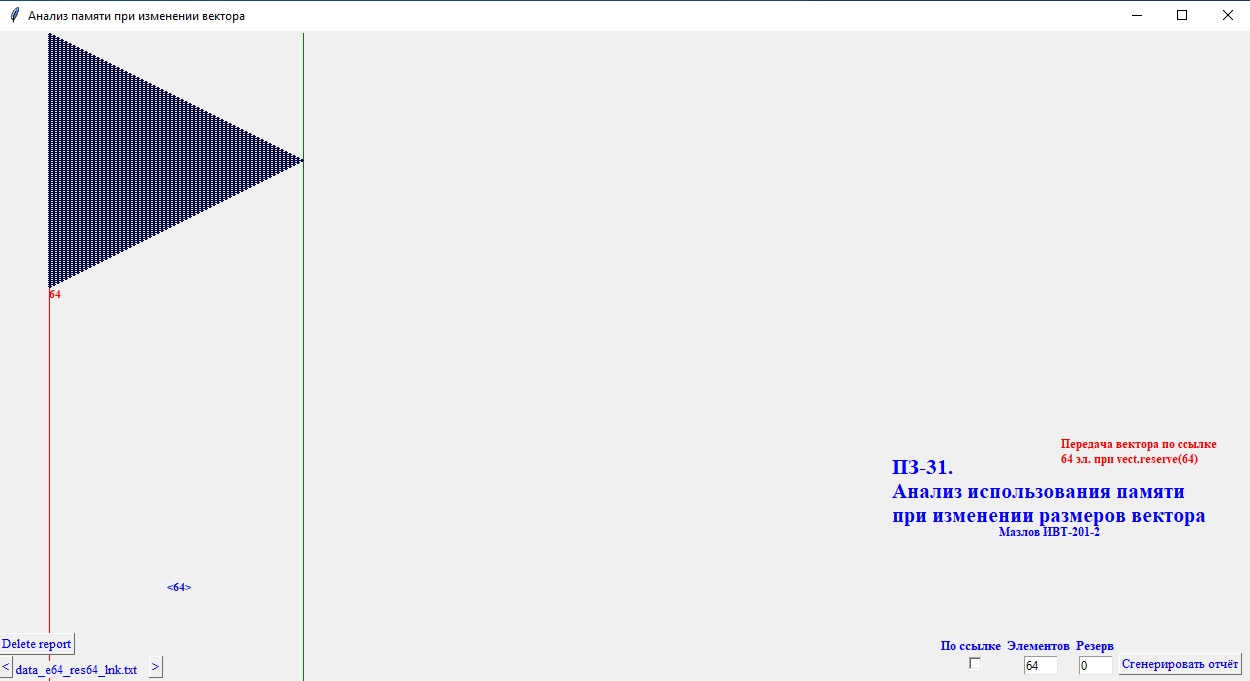 Анализ памяти при изменении вектора
64
Передача вектора по ссылке
64 эл. при vect.reserve(64)
ПЗ-31.
Анализ использования памяти
при изменении размеров вектора
Мазлов ИВТ-201-2
<64>
Delete report
< data_e64_res64_lnk.txt >
По ссылке Элементов Резерв
64 0 Сгенерировать отчёт